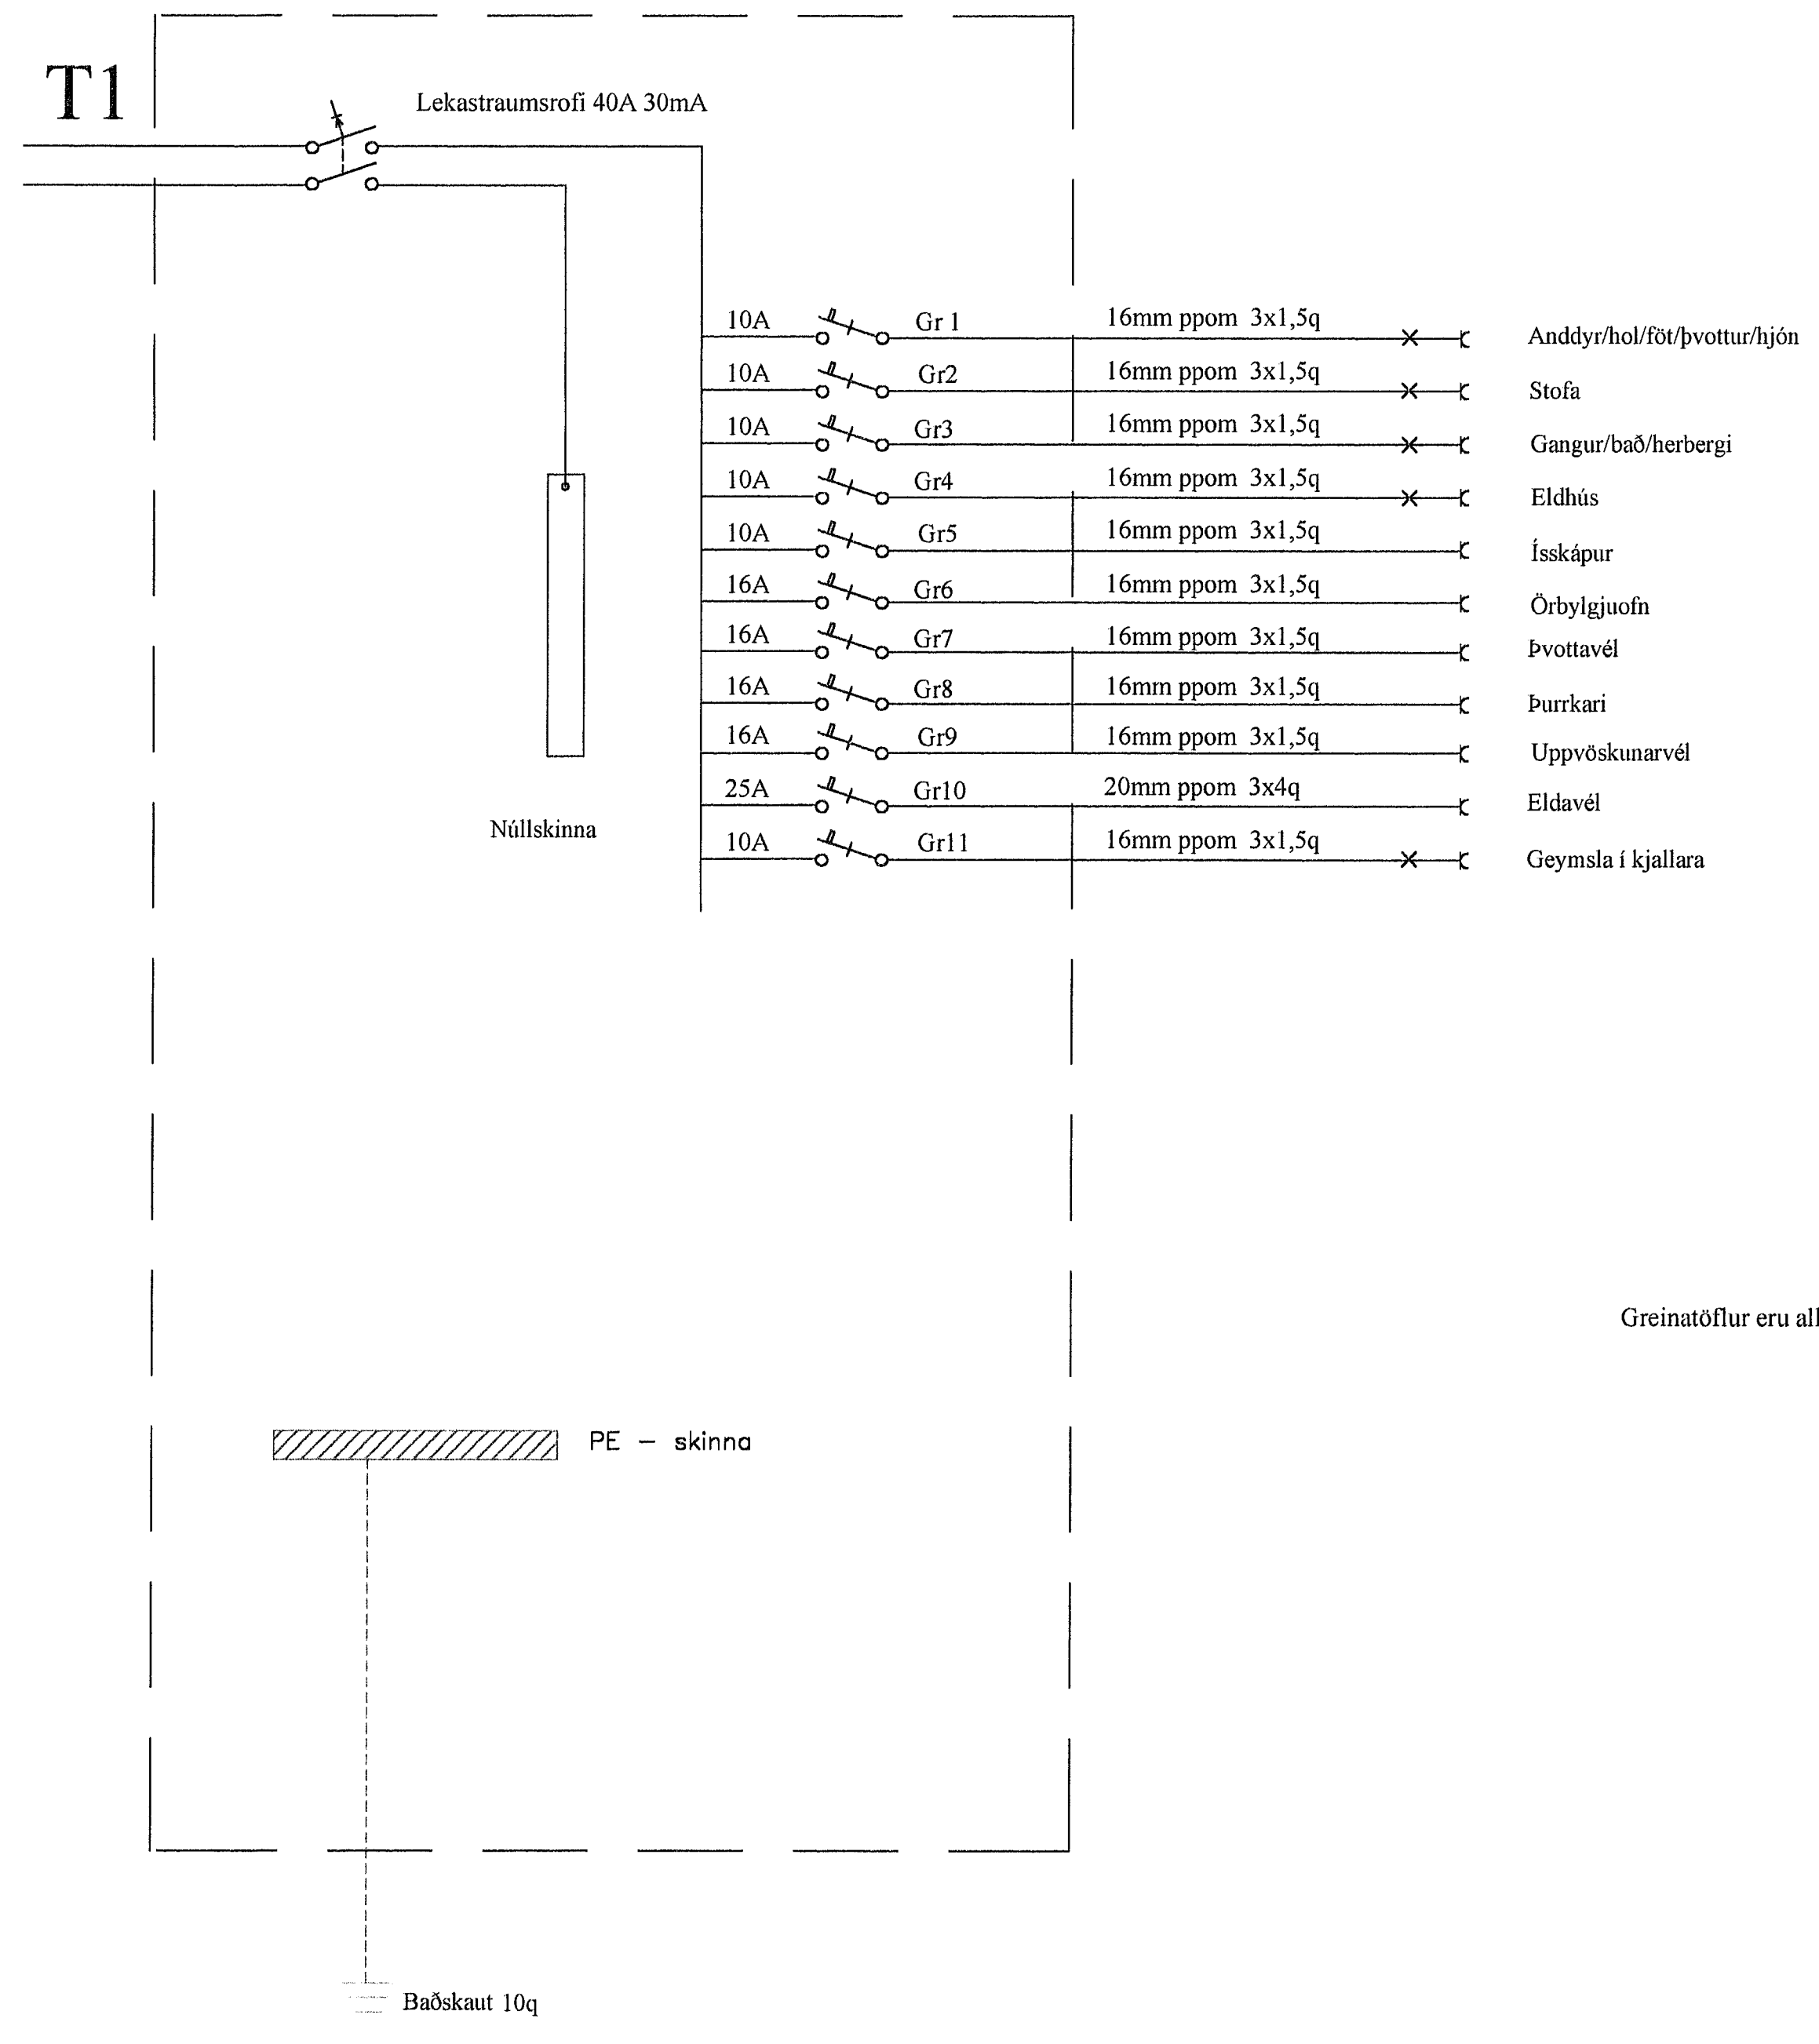 T1
Lekastraumsrofi 40A 30mA
10A Gr 1 16mm ppom 3x1,5q Anddyr/hol/föt/þvottur/hjón
10A Gr2 16mm ppom 3x1,5q Stofa
10A Gr3 16mm ppom 3x1,5q Gangur/bað/herbergi
10A Gr4 16mm ppom 3x1,5q Eldhús
10A Gr5 16mm ppom 3x1,5q Ísskápur
16A Gr6 16mm ppom 3x1,5q Örbylgjuofn
16A Gr7 16mm ppom 3x1,5q Þvottavél
16A Gr8 16mm ppom 3x1,5q Þurrkari
16A Gr9 16mm ppom 3x1,5q Uppvöskunarvél
25A Gr10 20mm ppom 3x4q Eldavél
10A Gr11 16mm ppom 3x1,5q Geymsla í kjallara
Núllskinna
Greinatöflur eru all
PE - skinna
Baðskaut 10q